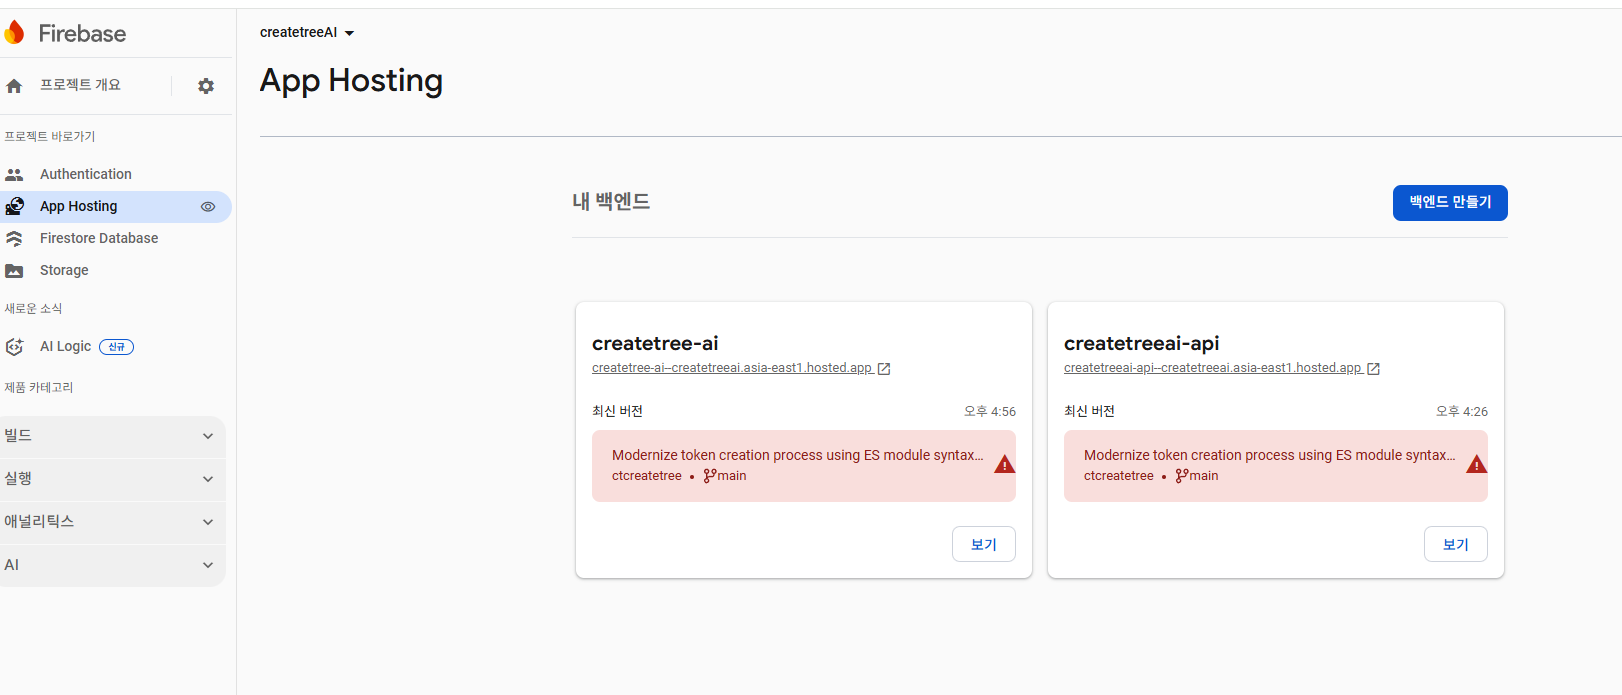 Firebase
프로젝트 개요
프로젝트 바로가기
Authentication
App Hosting
Firestore Database
Storage
새로운 소식
AI Logic 신규
제품 카테고리
빌드
실행
애널리틱스
AI
createtreeAI
App Hosting
내 백엔드
백엔드 만들기
createtree-ai
createtree-ai--createtreeai.asia-east1.hosted.app
최신 버전 오후 4:56
Modernize token creation process using ES module syntax...
ctcreatetree • main
보기
createtreeai-api
createtreeai-api--createtreeai.asia-east1.hosted.app
최신 버전 오후 4:26
Modernize token creation process using ES module syntax...
ctcreatetree • main
보기